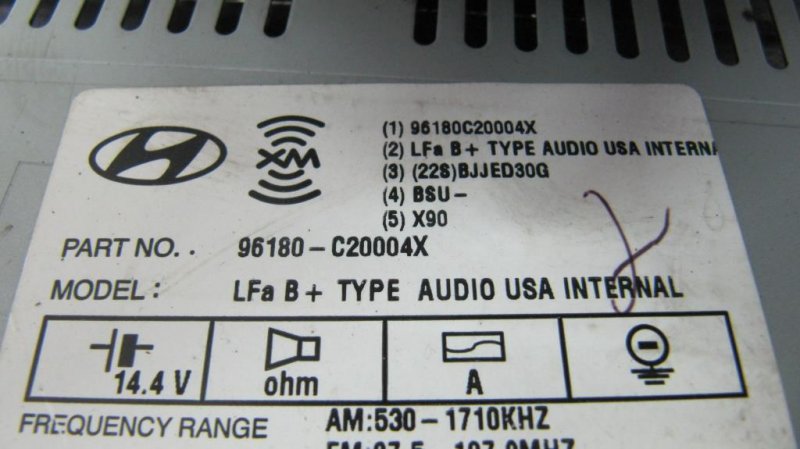 XM
(1) 96180C20004X
(2) LFa B+ TYPE AUDIO USA INTERNA
(3) (22S)BJJED30G
(4) BSU-
(5) X90
PART NO. . 96180-C20004X
MODEL : LFa B+ TYPE AUDIO USA INTERNAL
14.4 V ohm A
FREQUENCY RANGE AM:530-1710KHZ